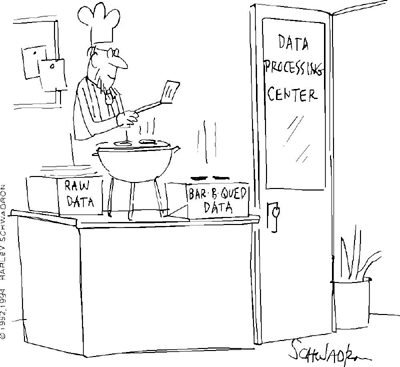 DATA
PROCESSING
CENTER
RAW
DATA
BAR·B·QUED
DATA
© 1992, 1994 HARLEY SCHWADRON
SCHWADRON